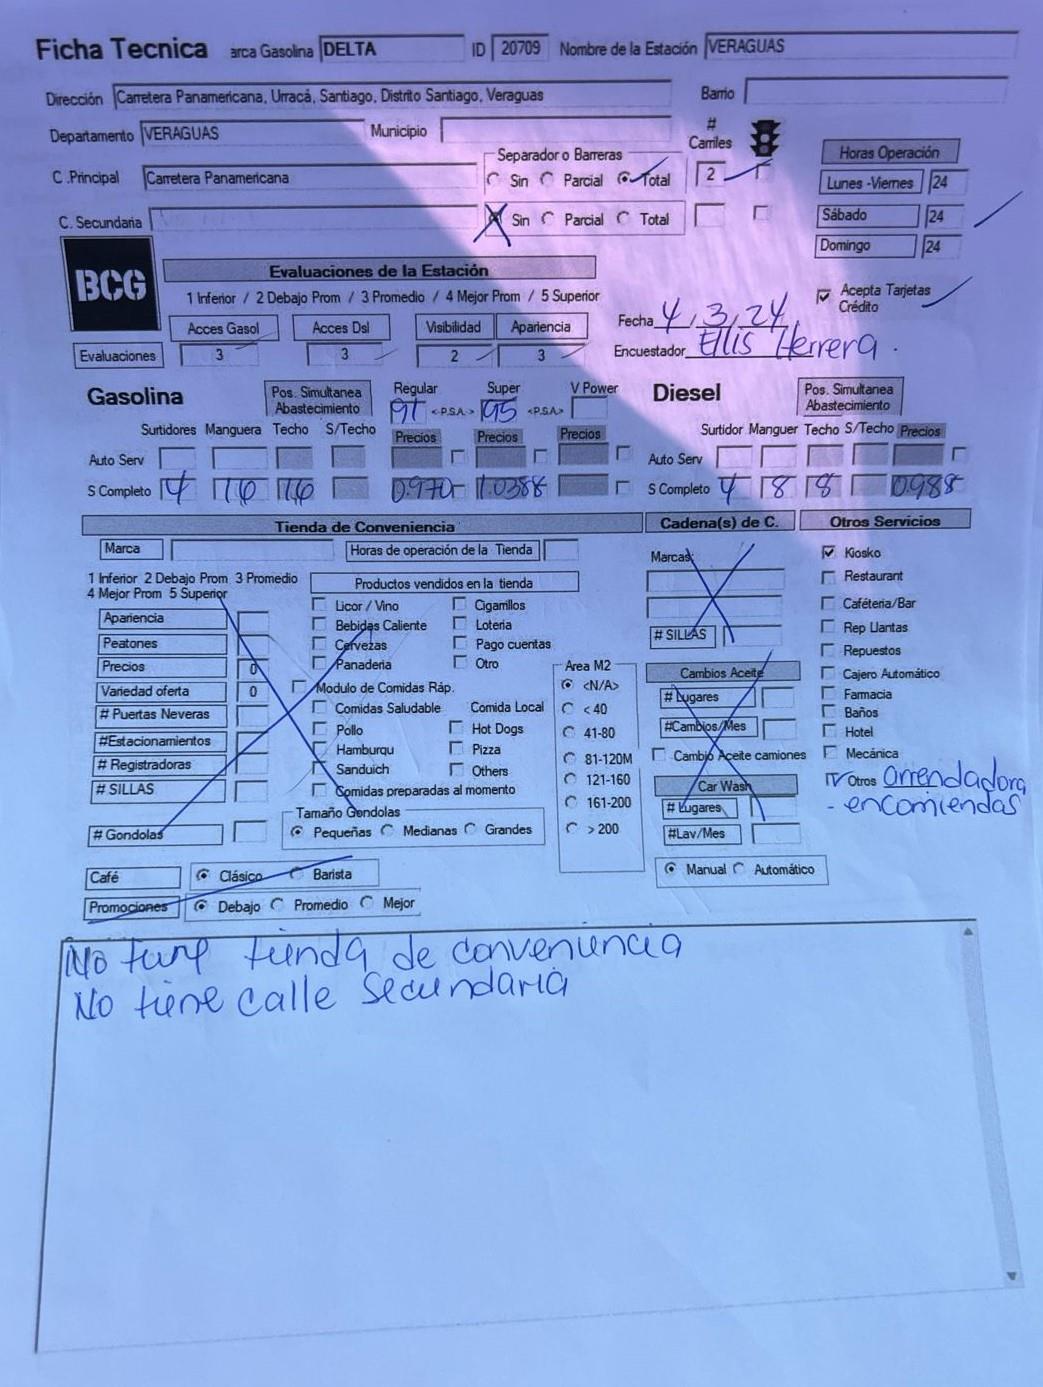 Ficha Tecnica arca Gasolina DELTA ID 20709 Nombre de la Estación VERAGUAS
Dirección Carretera Panamericana, Urracá, Santiago, Distrito Santiago, Veraguas Barrio
Departamento VERAGUAS Municipio # Carriles
C .Principal Carretera Panamericana Separador o Barreras Sin Parcial Total 2
C. Secundaria Sin Parcial Total
Horas Operación
Lunes -Viernes 24
Sábado 24
Domingo 24
BCG
Evaluaciones de la Estación
1 Inferior / 2 Debajo Prom / 3 Promedio / 4 Mejor Prom / 5 Superior
Acces Gasol Acces Dsl Visibilidad Apariencia
Evaluaciones 3 3 2 3
Acepta Tarjetas Crédito
Fecha 4, 3, 24
Encuestador Ellis Herrera.
Gasolina Pos. Simultanea Abastecimiento Regular Super V Power
91 <P.S.A.> 95 <P.S.A>
Surtidores Manguera Techo S/Techo Precios Precios Precios
Auto Serv
S Completo 4 16 16 0.970 1.0388
Diesel Pos. Simultanea Abastecimiento
Surtidor Manguer Techo S/Techo Precios
Auto Serv
S Completo 4 8 8 0.988
Tienda de Conveniencia
Marca Horas de operación de la Tienda
1 Inferior 2 Debajo Prom 3 Promedio
4 Mejor Prom 5 Superior
Apariencia
Peatones
Precios 0
Variedad oferta 0
# Puertas Neveras
#Estacionamientos
# Registradoras
# SILLAS
# Gondolas
Productos vendidos en la tienda
Licor / Vino Cigarrillos
Bebidas Caliente Loteria
Cervezas Pago cuentas
Panaderia Otro
Modulo de Comidas Ráp.
Comidas Saludable Comida Local
Pollo Hot Dogs
Hamburqu Pizza
Sanduich Others
Comidas preparadas al momento
Tamaño Gondolas
Pequeñas Medianas Grandes
Area M2
<N/A>
< 40
41-80
81-120M
121-160
161-200
> 200
Café Clásico Barista
Promociones Debajo Promedio Mejor
Cadena(s) de C.
Marcas
# SILLAS
Cambios Aceite
# Lugares
#Cambios/Mes
Cambio Aceite camiones
Car Wash
# Lugares
#Lav/Mes
Manual Automático
Otros Servicios
Kiosko
Restaurant
Caféteria/Bar
Rep Llantas
Repuestos
Cajero Automático
Farmacia
Baños
Hotel
Mecánica
Otros arrendadora
- encomiendas
No tiene tienda de conveniencia
No tiene calle secundaria